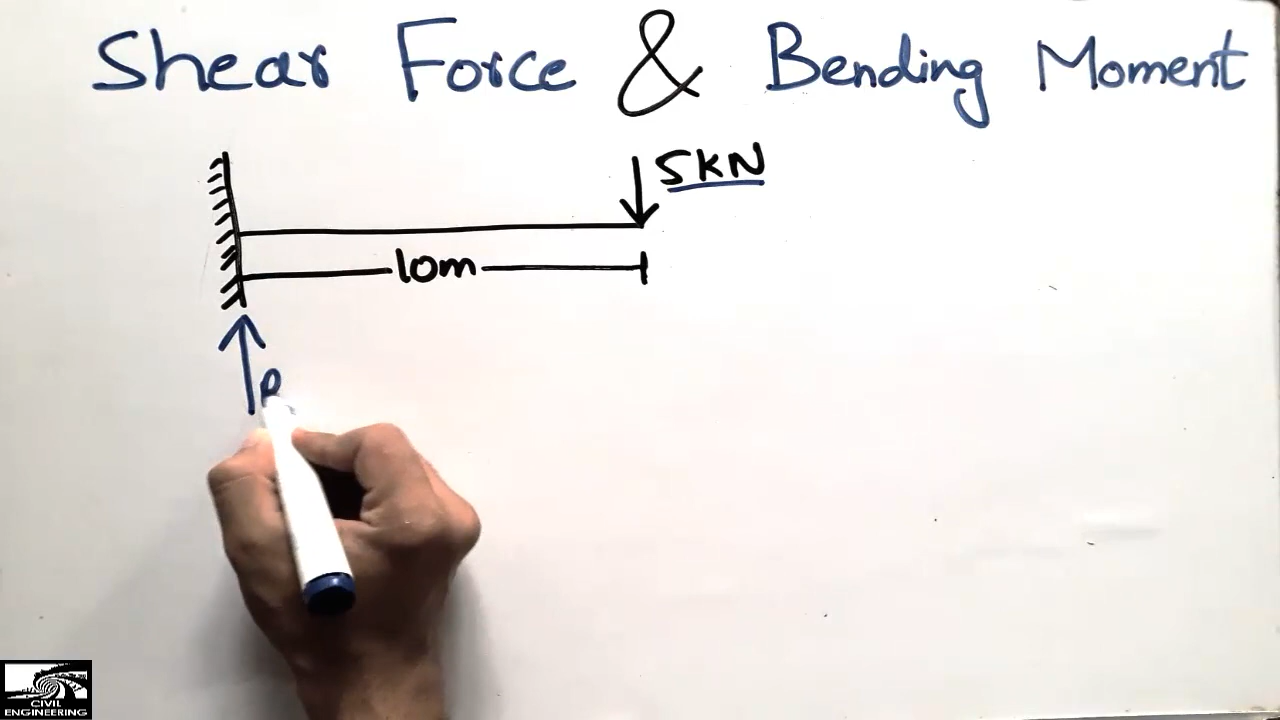 Shear Force & Bending Moment
5KN
10m
R
CIVIL
ENGINEERING